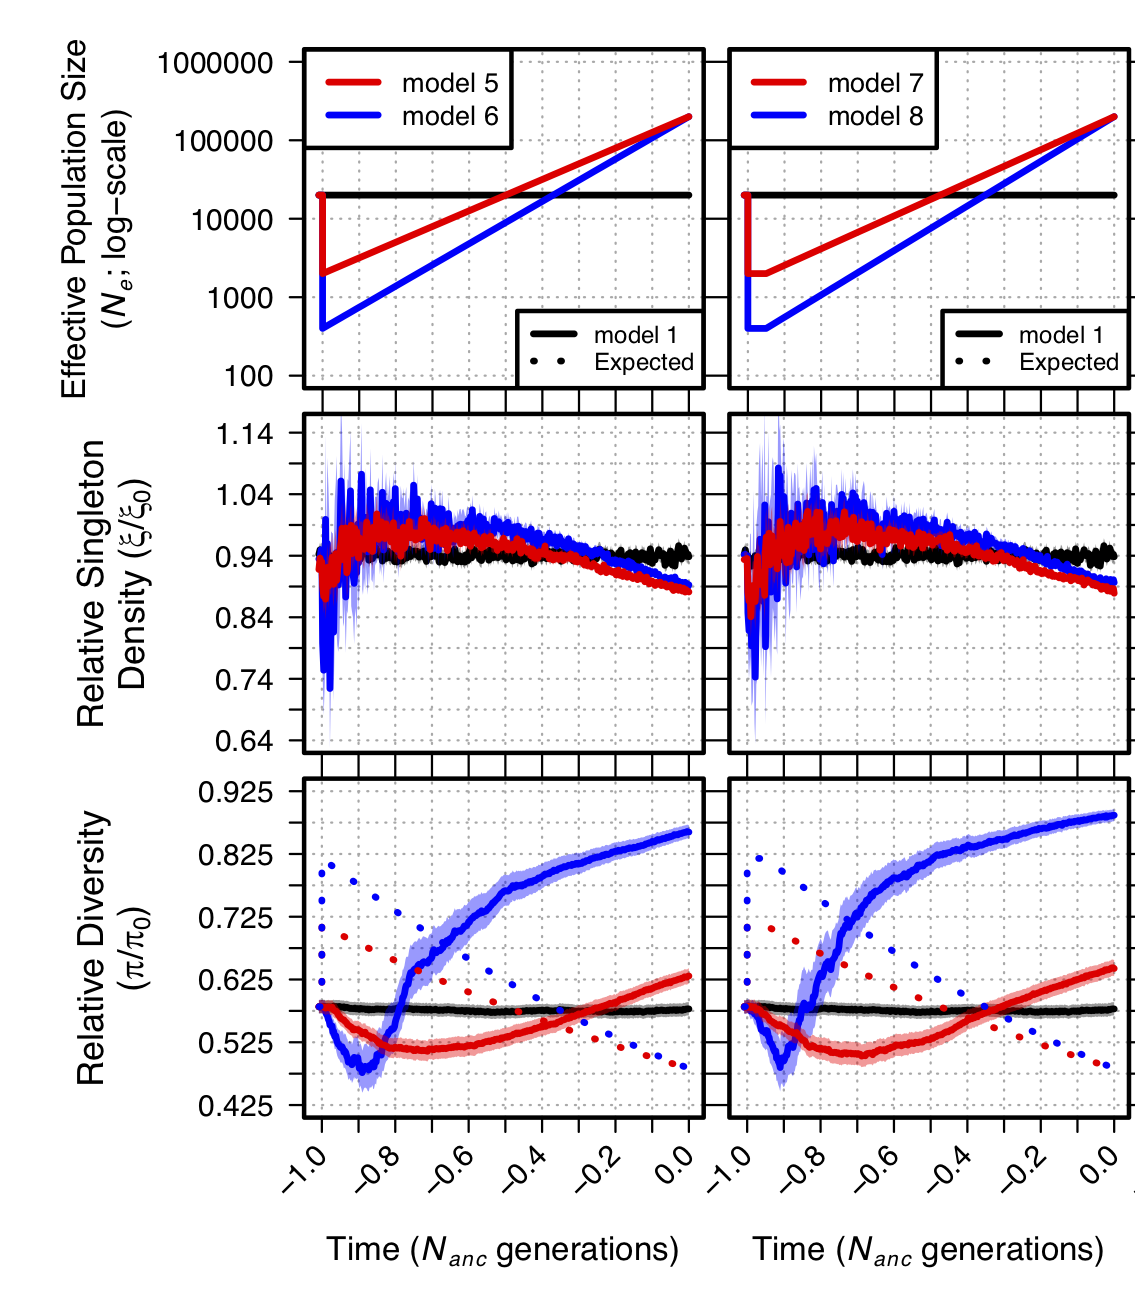 Effective Population Size
(Ne; log−scale)
1000000
100000
10000
1000
100
model 5
model 6
model 1
Expected
model 7
model 8
model 1
Expected
Relative Singleton
Density (ξ/ξ0)
1.14
1.04
0.94
0.84
0.74
0.64
Relative Diversity
(π/π0)
0.925
0.825
0.725
0.625
0.525
0.425
−1.0
−0.8
−0.6
−0.4
−0.2
0.0
−1.0
−0.8
−0.6
−0.4
−0.2
0.0
Time (Nanc generations)
Time (Nanc generations)